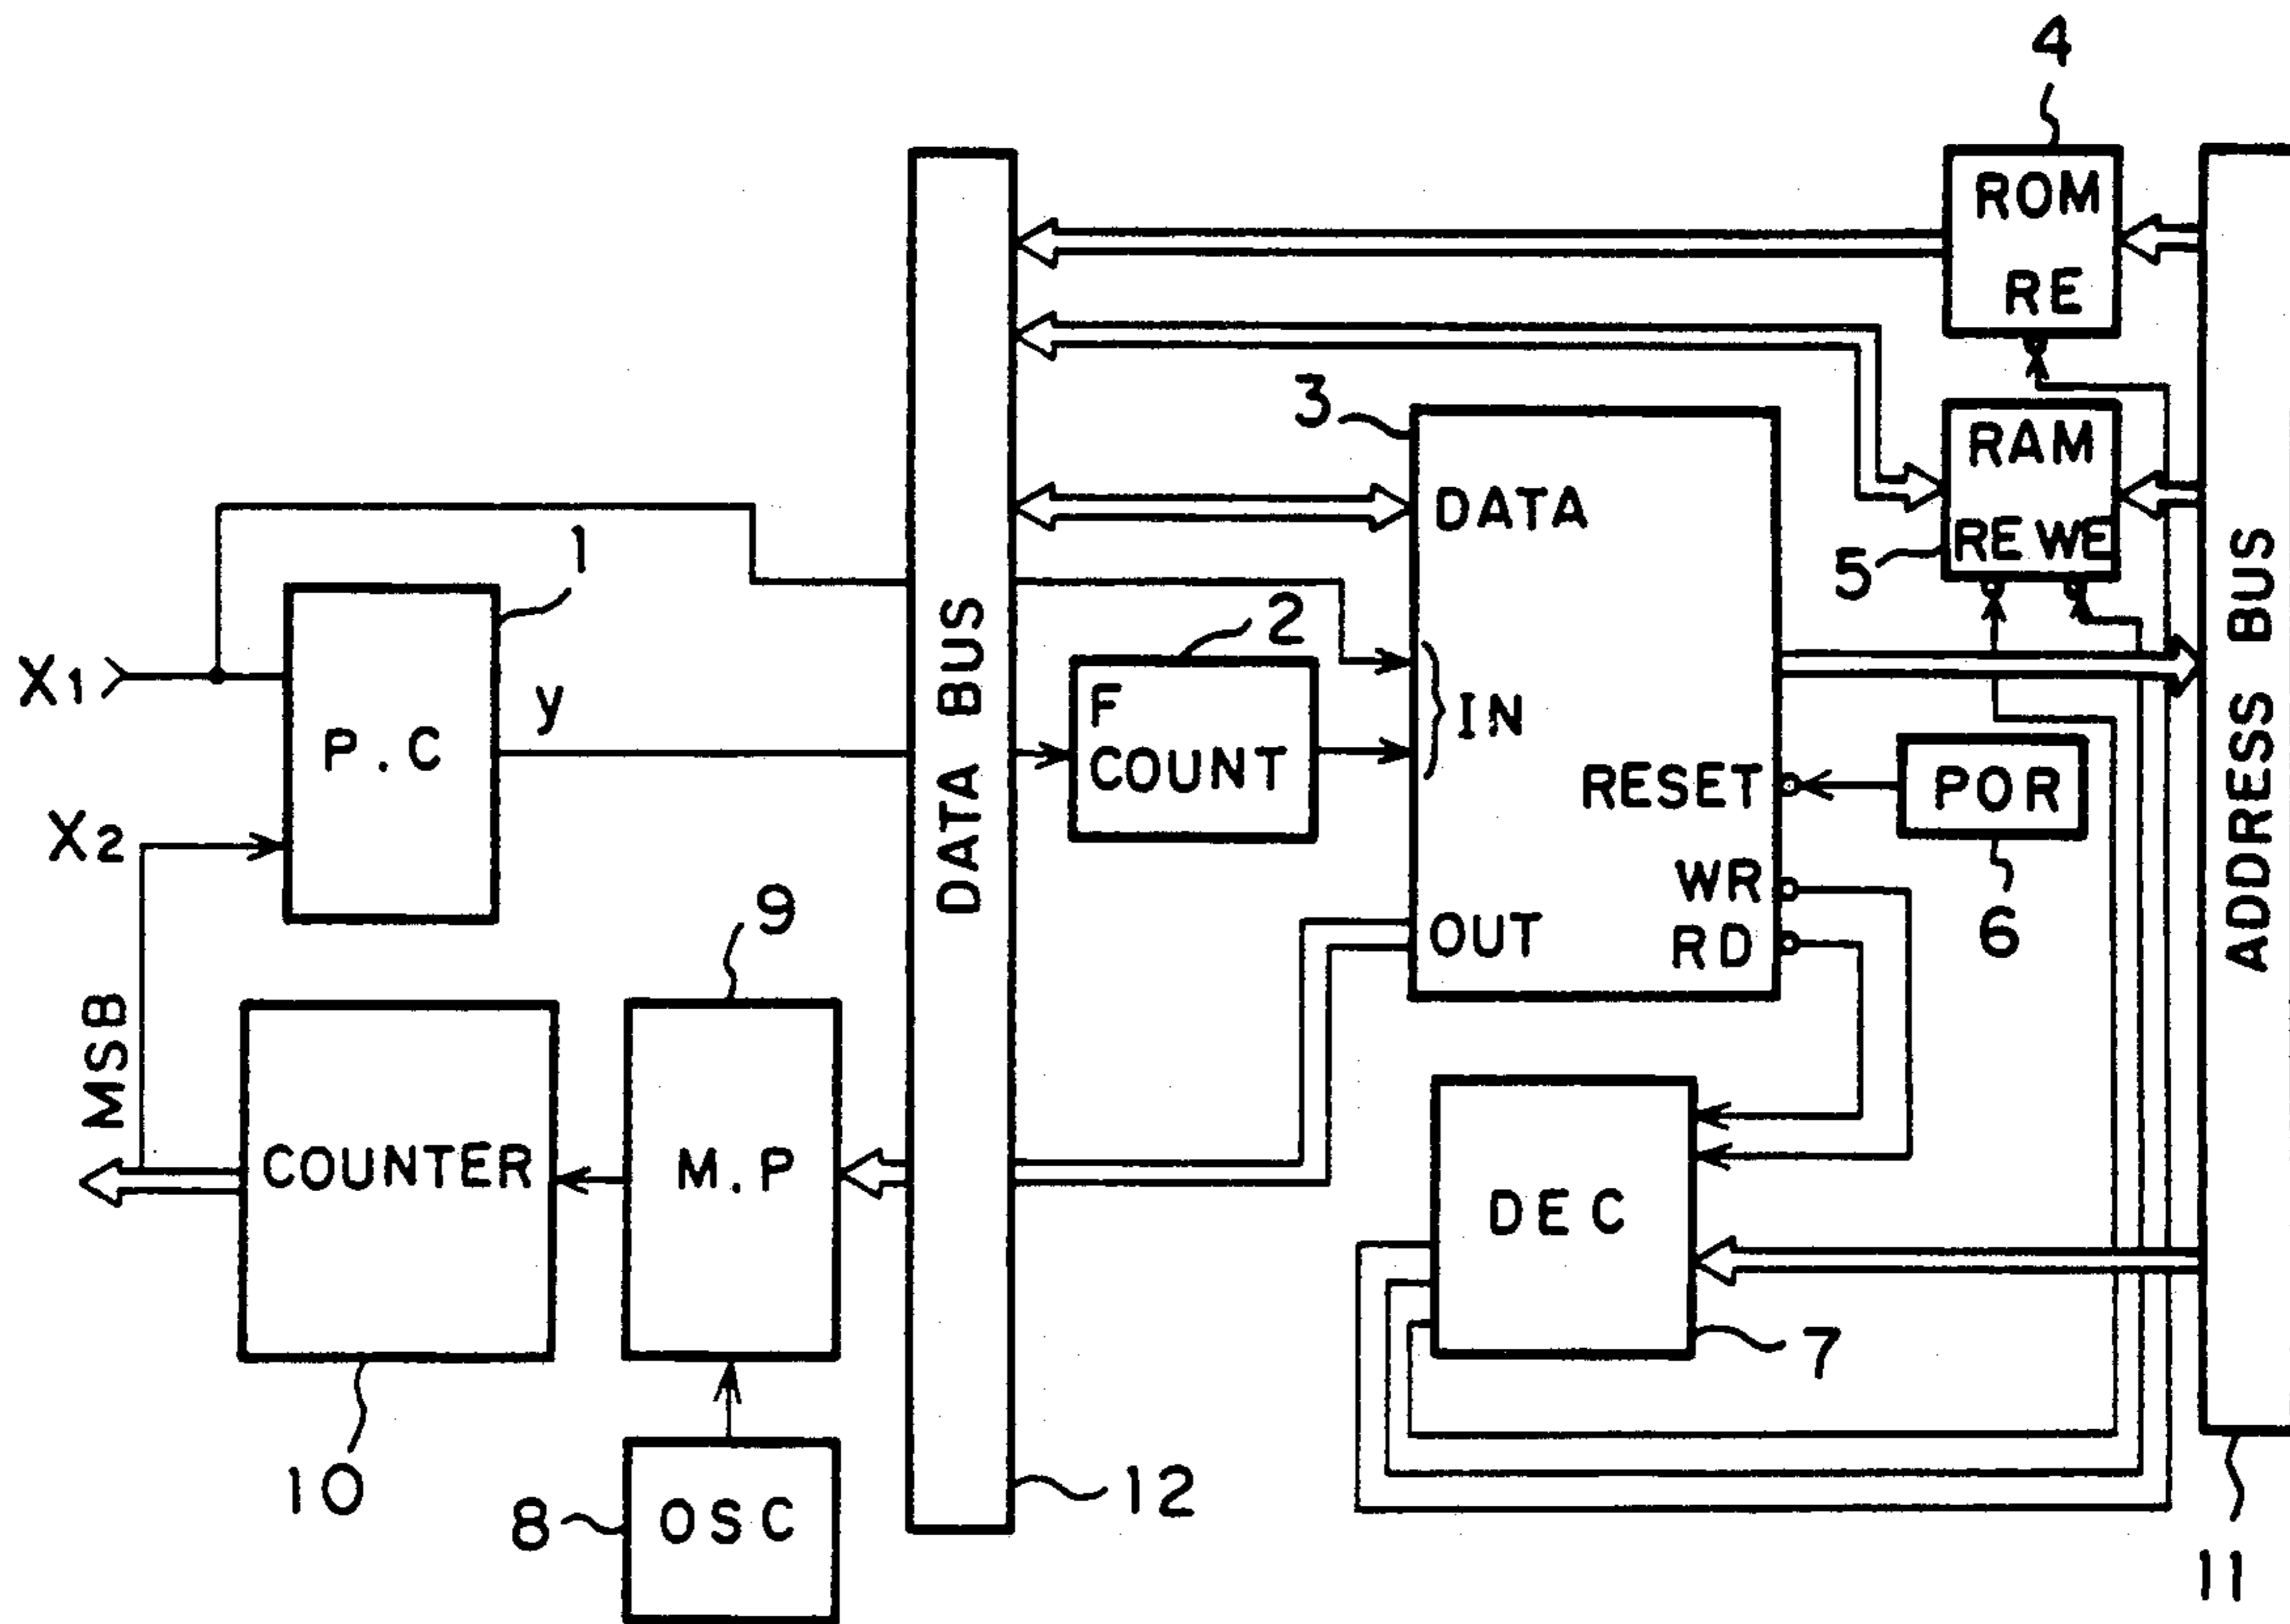 4
ROM
RE
3
RAM
RE WE
5
DATA
1
2
X1
y
F
COUNT
IN
P.C
RESET
POR
X2
DATA BUS
ADDRESS BUS
WR
6
9
OUT
RD
MSB
COUNTER
M.P
DEC
7
10
12
8
OSC
11